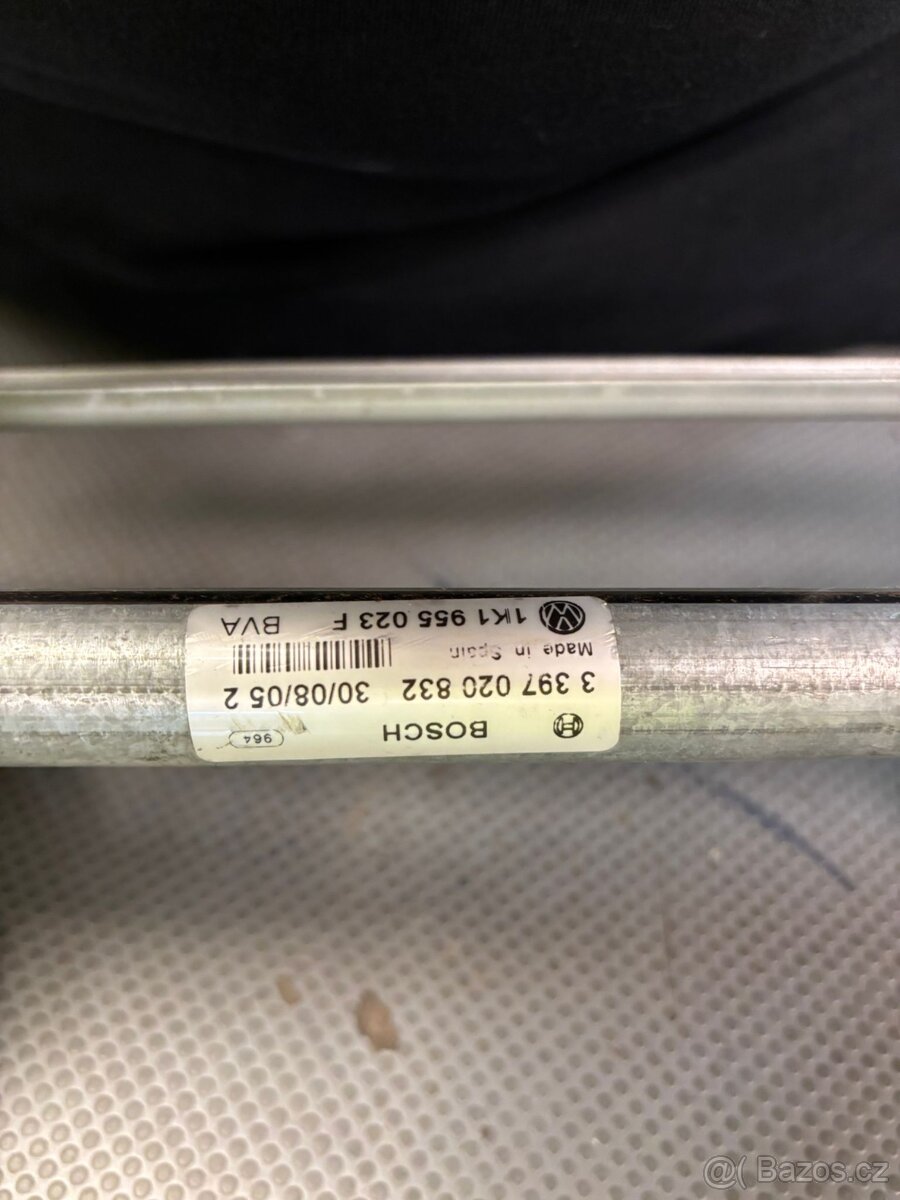 BOSCH 964
3 397 020 832 30/08/05 2
Made in Spain
1K1 955 023 F BVA
@( Bazos.cz